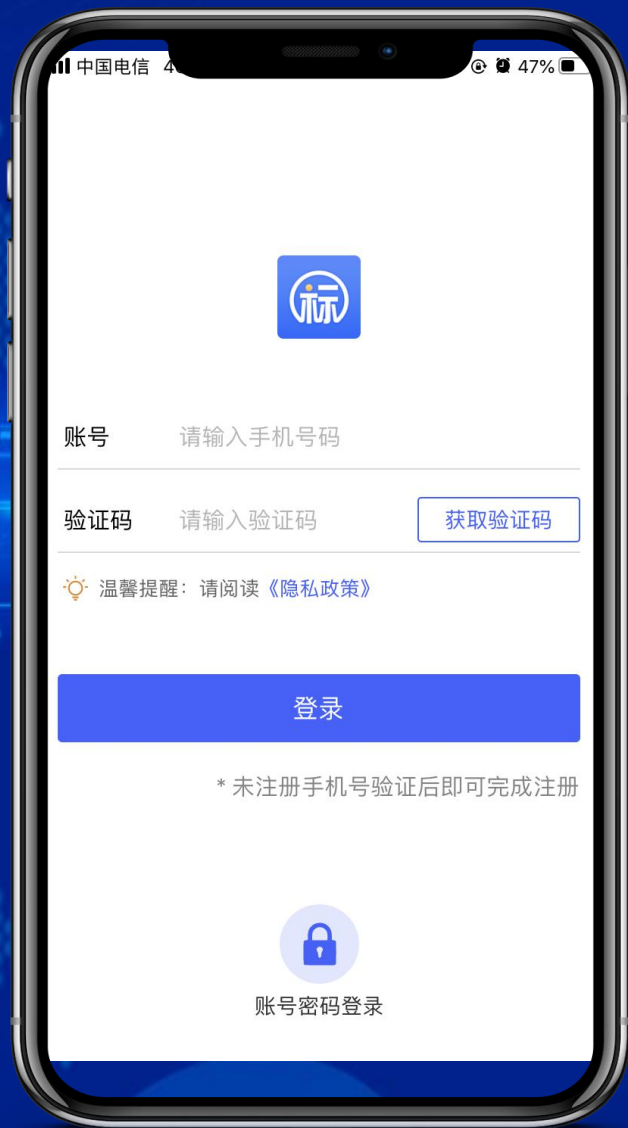 中国电信 4
47%
标
账号 请输入手机号码
验证码 请输入验证码 获取验证码
温馨提醒：请阅读《隐私政策》
登录
* 未注册手机号验证后即可完成注册
账号密码登录